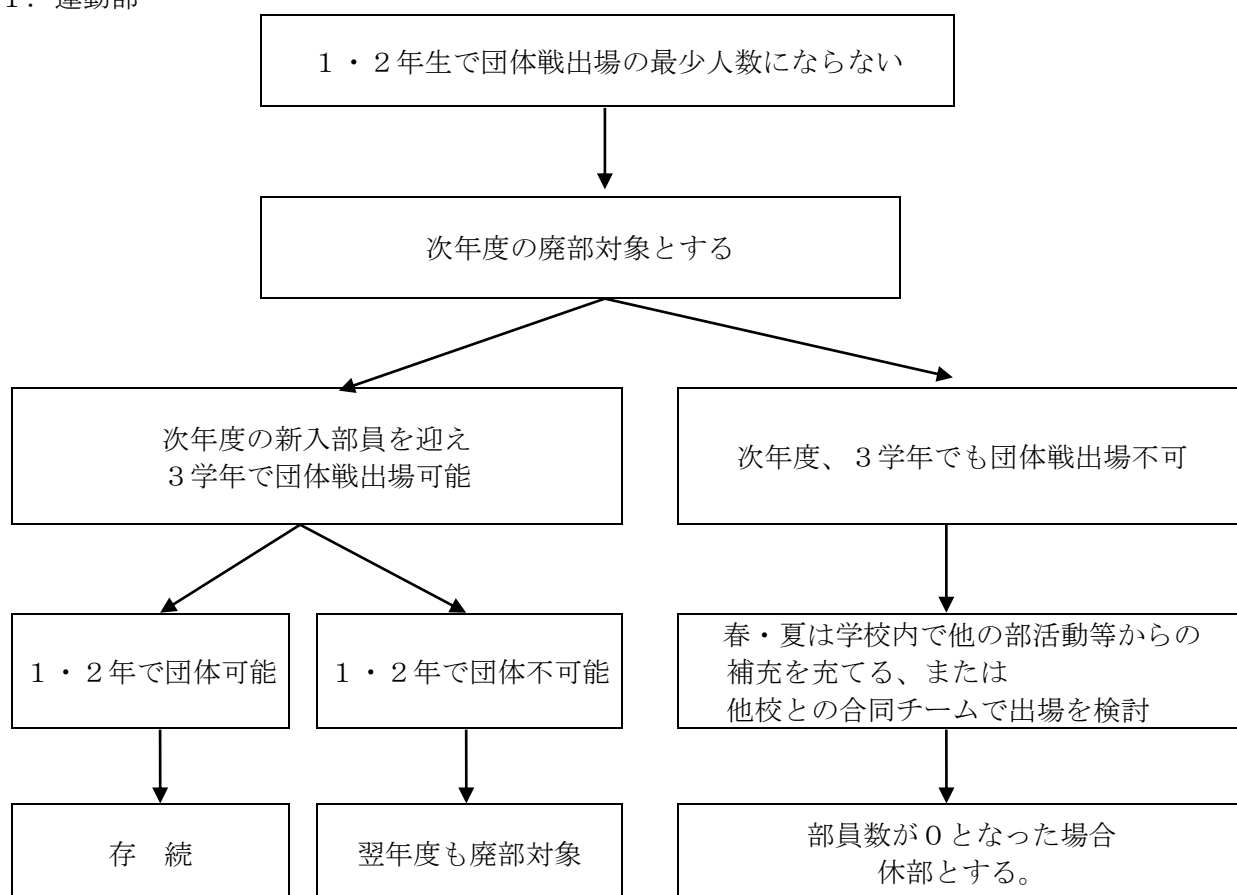 １・２年生で団体戦出場の最少人数にならない
次年度の廃部対象とする
次年度の新入部員を迎え
３学年で団体戦出場可能
次年度、３学年でも団体戦出場不可
１・２年で団体可能
１・２年で団体不可能
春・夏は学校内で他の部活動等からの
補充を充てる、または
他校との合同チームで出場を検討
存　続
翌年度も廃部対象
部員数が０となった場合
休部とする。